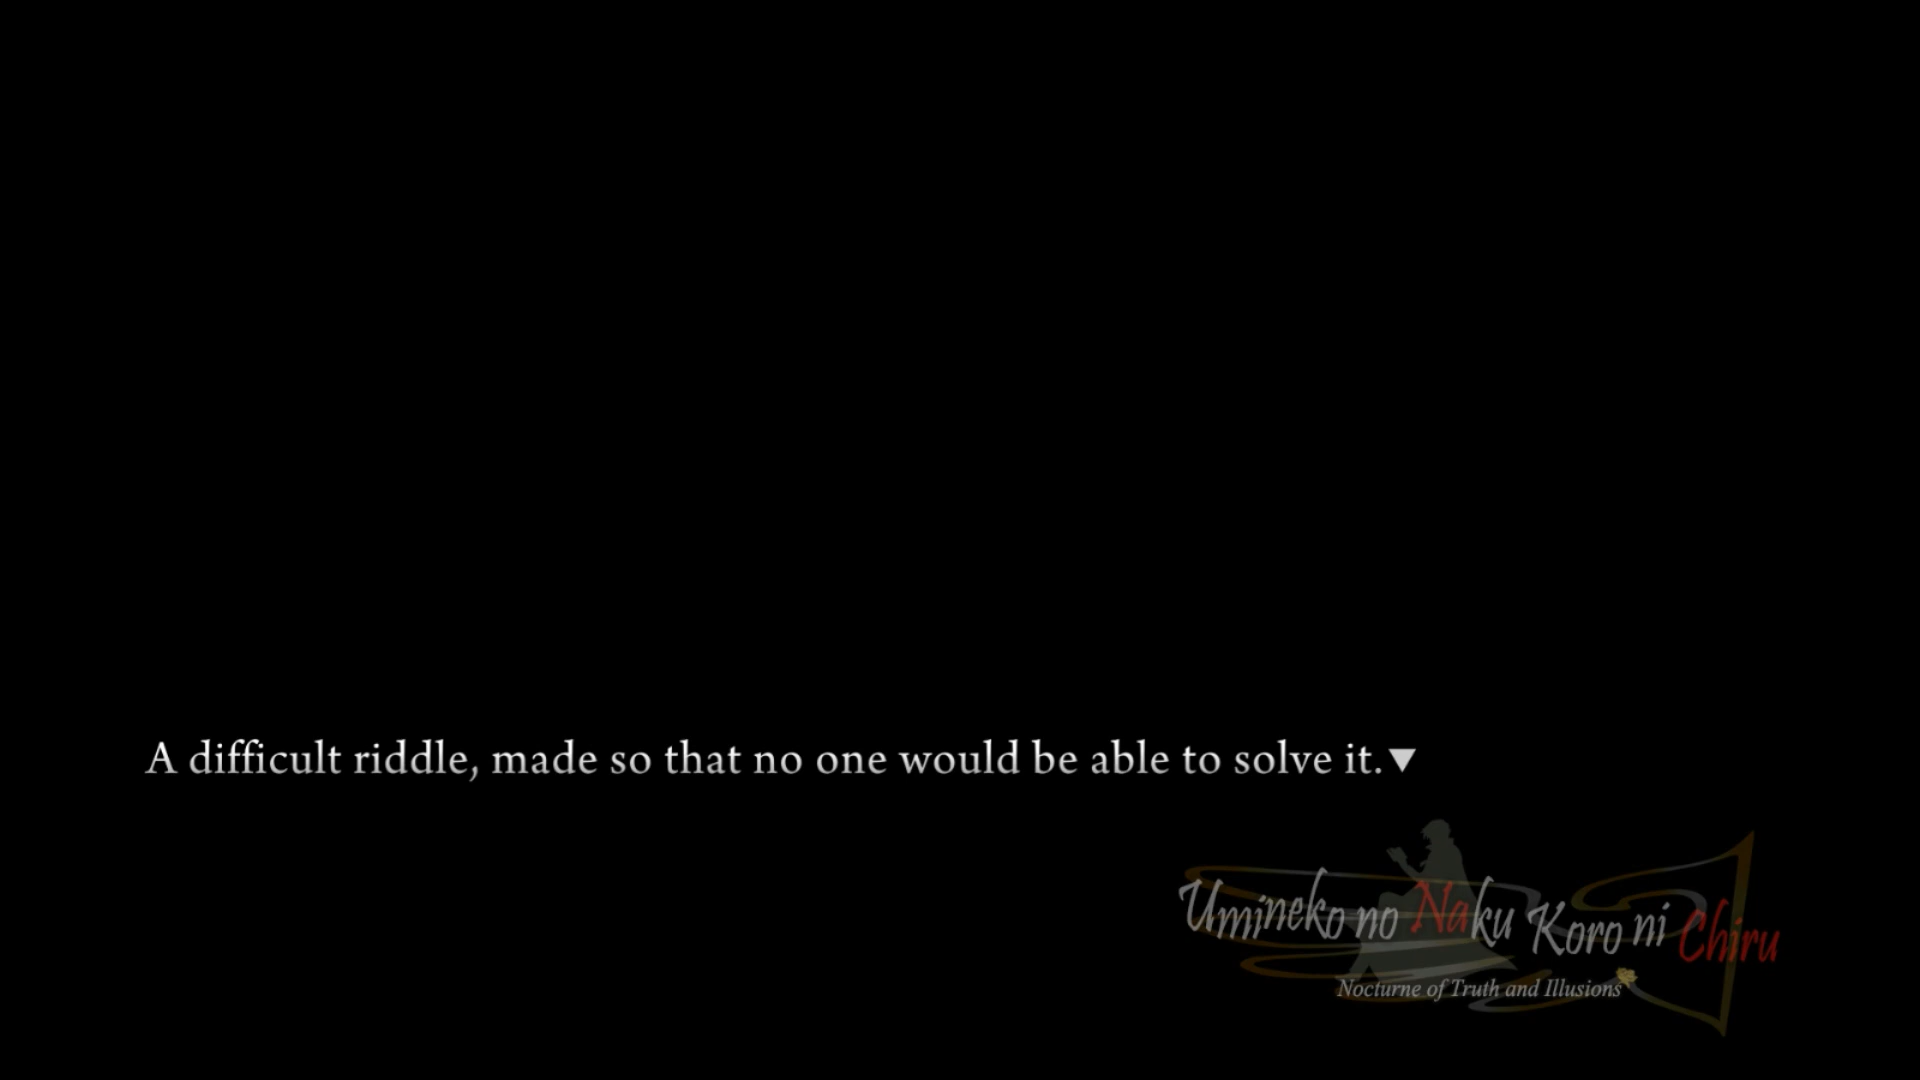 A difficult riddle, made so that no one would be able to solve it.
Umineko no Naku Koro ni Chiru
Nocturne of Truth and Illusions